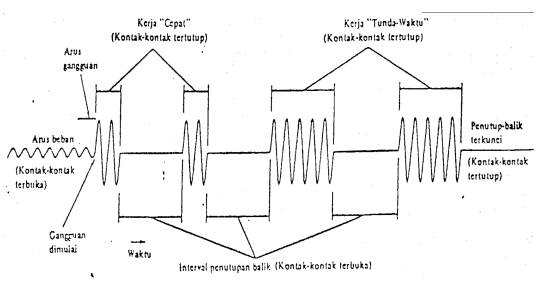 Kerja "Cepat"
(Kontak-kontak tertutup)
Kerja "Tunda-Waktu"
(Kontak-kontak tertutup)
Arus
gangguan
Arus beban
(Kontak-kontak
terbuka)
Penutup-balik
terkunci
(Kontak-kontak
tertutup)
Gangguan
dimulai
Waktu
Interval penutupan balik (Kontak-kontak terbuka)